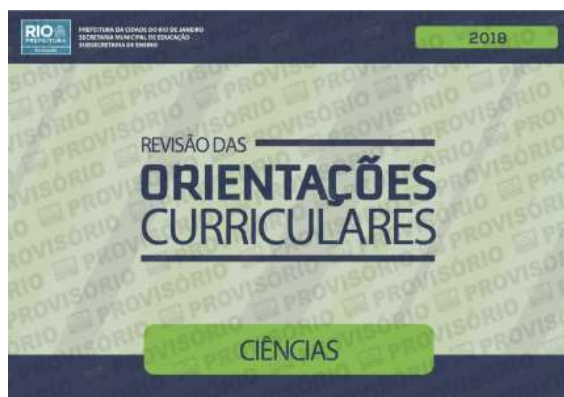 RIO
PREFEITURA
PREFEITURA DA CIDADE DO RIO DE JANEIRO
SECRETARIA MUNICIPAL DE EDUCAÇÃO
SUBSECRETARIA DE ENSINO
2018
REVISÃO DAS
ORIENTAÇÕES
CURRICULARES
CIÊNCIAS
PROVISÓRIO